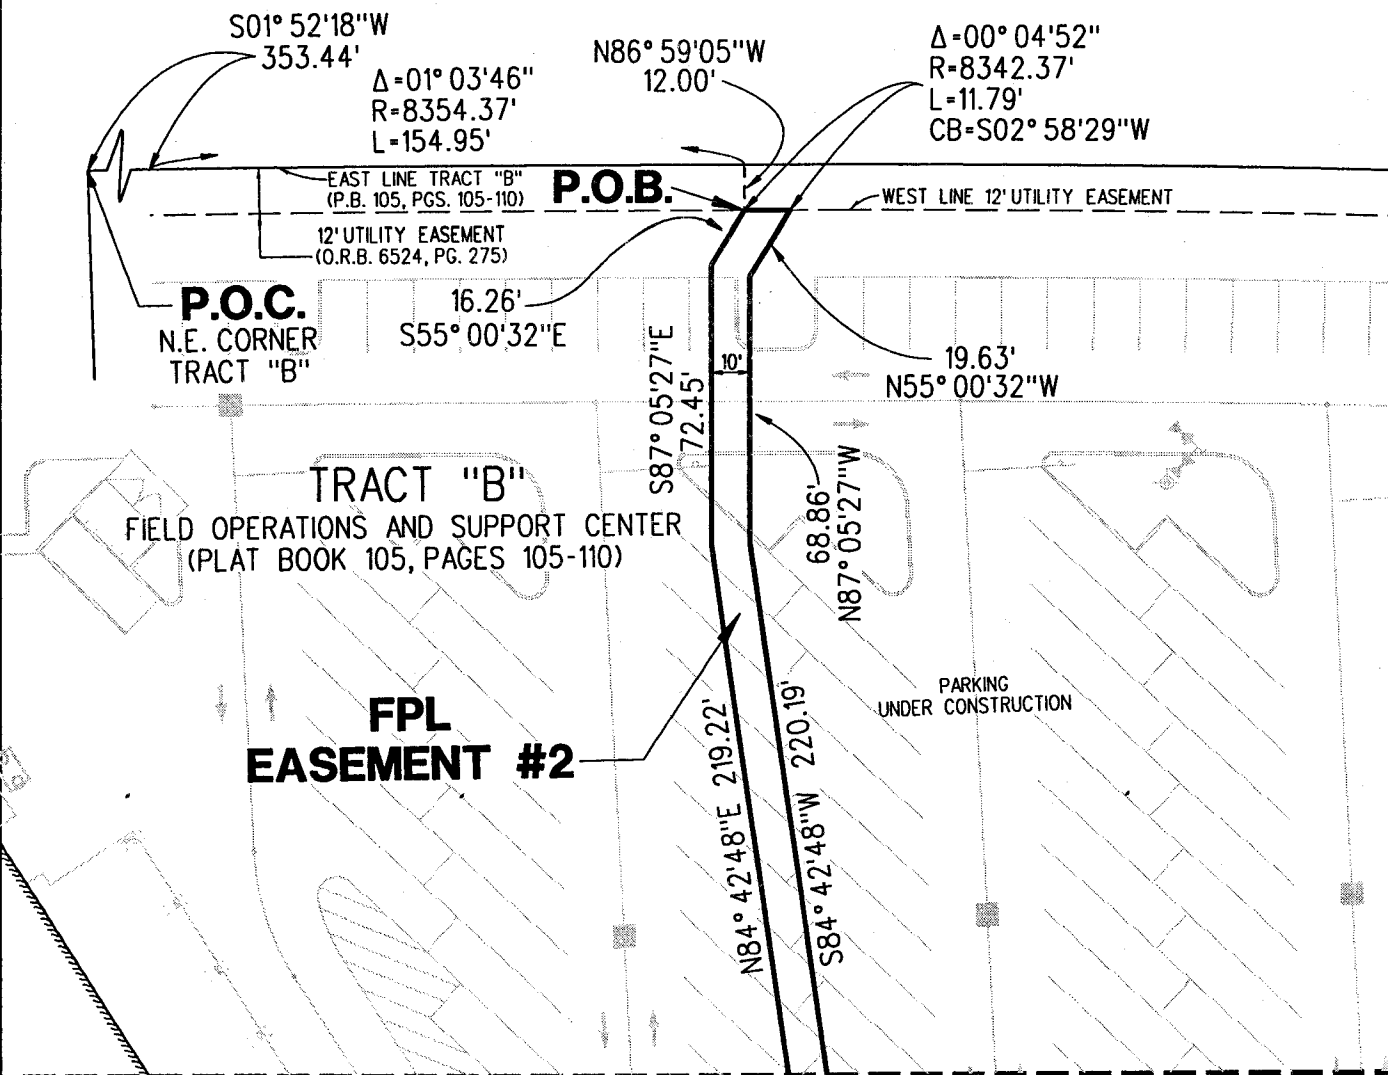 S01°52'18"W
353.44'
Δ=01°03'46"
R=8354.37'
L=154.95'
N86°59'05"W
12.00'
Δ=00°04'52"
R=8342.37'
L=11.79'
CB=S02°58'29"W
EAST LINE TRACT "B"
(P.B. 105, PGS. 105-110)
P.O.B.
WEST LINE 12' UTILITY EASEMENT
12' UTILITY EASEMENT
(O.R.B. 6524, PG. 275)
P.O.C.
N.E. CORNER
TRACT "B"
16.26'
S55°00'32"E
10'
19.63'
N55°00'32"W
S87°05'27"E
72.45'
68.86'
N87°05'27"W
TRACT "B"
FIELD OPERATIONS AND SUPPORT CENTER
(PLAT BOOK 105, PAGES 105-110)
FPL
EASEMENT #2
PARKING
UNDER CONSTRUCTION
N84°42'48"E 219.22'
S84°42'48"W 220.19'